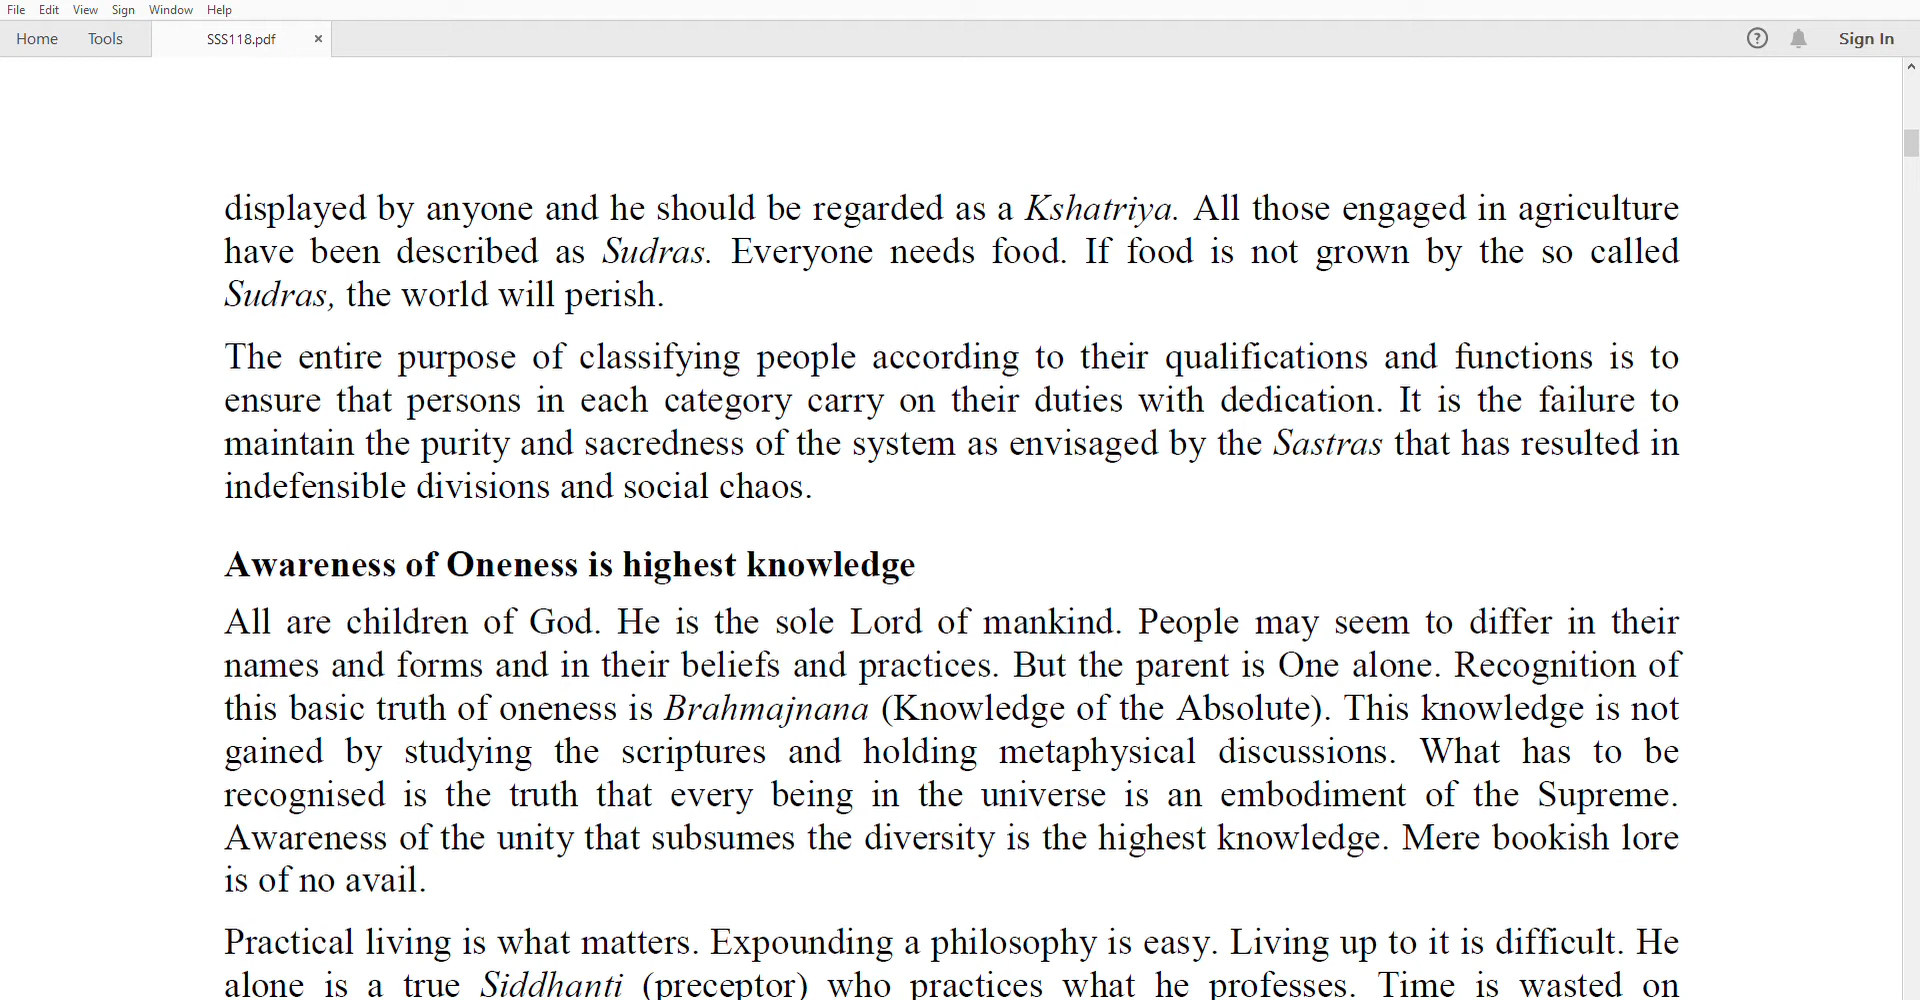 File Edit View Sign Window Help
Home Tools SSS118.pdf × ? Sign In
displayed by anyone and he should be regarded as a Kshatriya. All those engaged in agriculture
have been described as Sudras. Everyone needs food. If food is not grown by the so called
Sudras, the world will perish.
The entire purpose of classifying people according to their qualifications and functions is to
ensure that persons in each category carry on their duties with dedication. It is the failure to
maintain the purity and sacredness of the system as envisaged by the Sastras that has resulted in
indefensible divisions and social chaos.
Awareness of Oneness is highest knowledge
All are children of God. He is the sole Lord of mankind. People may seem to differ in their
names and forms and in their beliefs and practices. But the parent is One alone. Recognition of
this basic truth of oneness is Brahmajnana (Knowledge of the Absolute). This knowledge is not
gained by studying the scriptures and holding metaphysical discussions. What has to be
recognised is the truth that every being in the universe is an embodiment of the Supreme.
Awareness of the unity that subsumes the diversity is the highest knowledge. Mere bookish lore
is of no avail.
Practical living is what matters. Expounding a philosophy is easy. Living up to it is difficult. He
alone is a true Siddhanti (preceptor) who practices what he professes. Time is wasted on